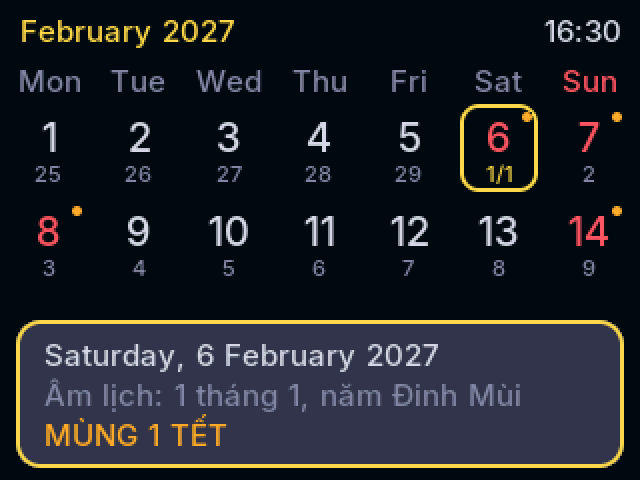 February 2027 16:30
Mon Tue Wed Thu Fri Sat Sun
1 2 3 4 5 6 7
25 26 27 28 29 1/1 2
8 9 10 11 12 13 14
3 4 5 6 7 8 9
Saturday, 6 February 2027
Âm lịch: 1 tháng 1, năm Đinh Mùi
MÙNG 1 TẾT